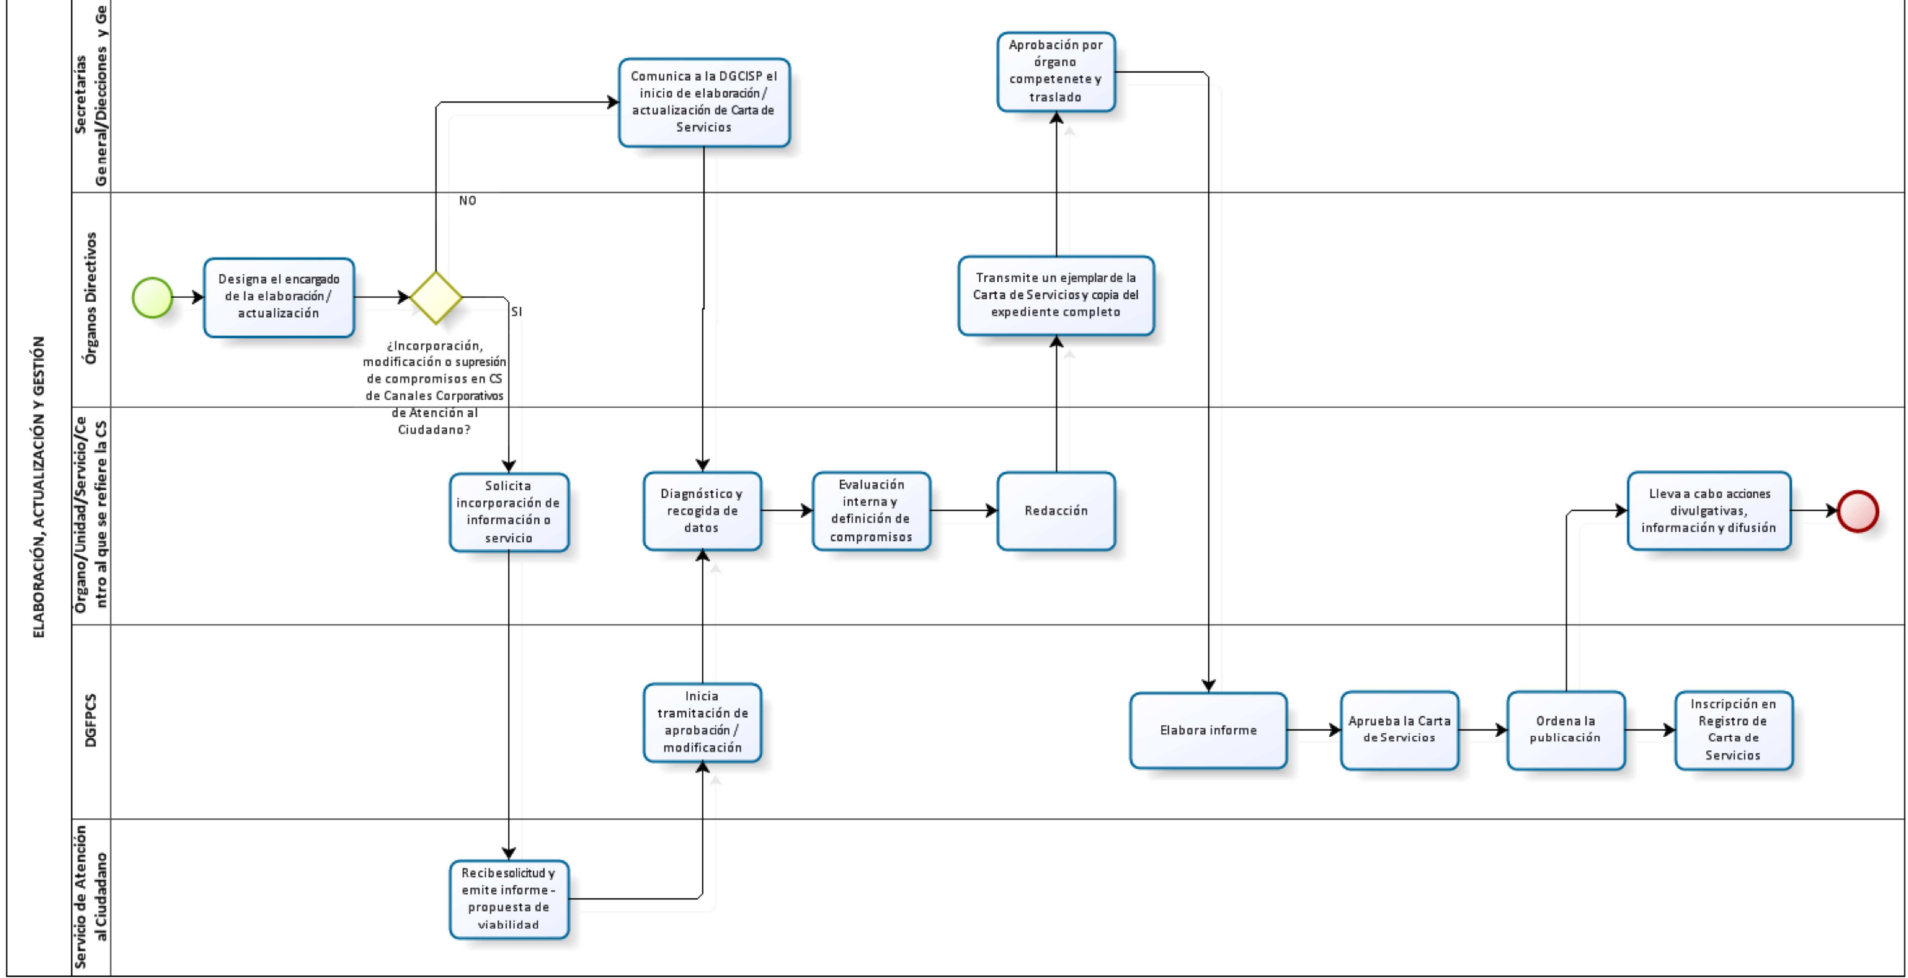 ELABORACIÓN, ACTUALIZACIÓN Y GESTIÓN
Secretarías
General/Diecciones y Ge
Comunica a la DGCISP el
inicio de elaboración /
actualización de Carta de
Servicios
Aprobación por
órgano
competenete y
traslado
Órganos Directivos
NO
Designa el encargado
de la elaboración /
actualización
SI
¿Incorporación,
modificación o supresión
de compromisos en CS
de Canales Corporativos
de Atención al
Ciudadano?
Transmite un ejemplar de la
Carta de Servicios y copia del
expediente completo
Órgano/Unidad/Servicio/Ce
ntro al que se refiere la CS
Solicita
incorporación de
información o
servicio
Diagnóstico y
recogida de
datos
Evaluación
interna y
definición de
compromisos
Redacción
Lleva a cabo acciones
divulgativas,
información y difusión
DGFPCS
Inicia
tramitación de
aprobación /
modificación
Elabora informe
Aprueba la Carta
de Servicios
Ordena la
publicación
Inscripción en
Registro de
Carta de
Servicios
Servicio de Atención
al Ciudadano
Recibe solicitud y
emite informe -
propuesta de
viabilidad